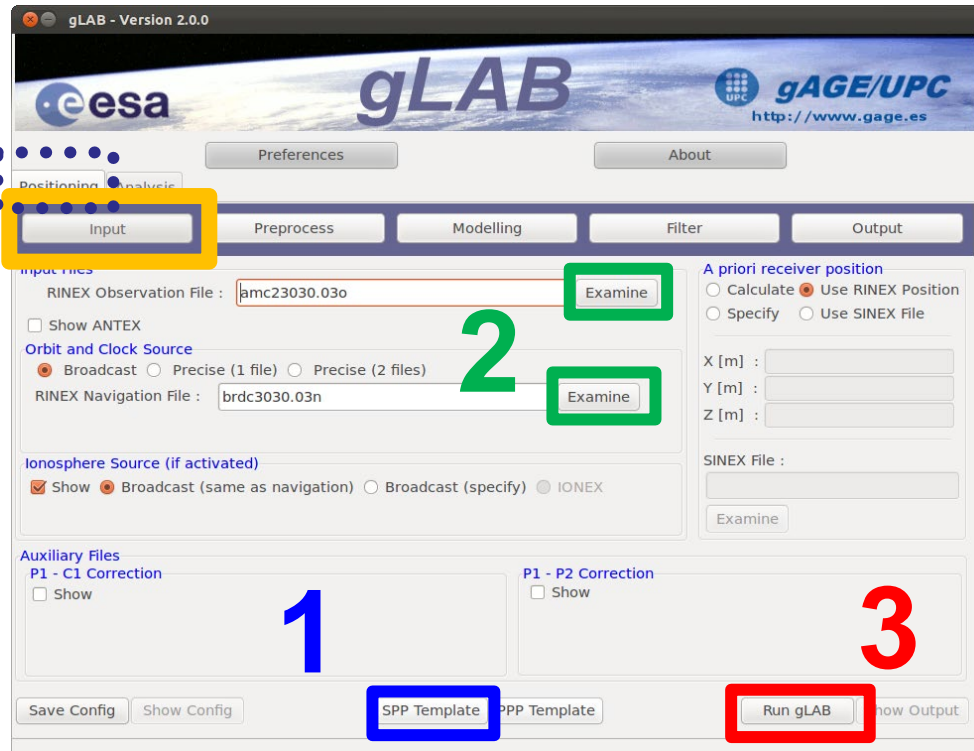 gLAB - Version 2.0.0
esa
gLAB
UPC
gAGE/UPC
http://www.gage.es
Preferences
About
Positioning
Analysis
Input
Preprocess
Modelling
Filter
Output
Input Files
RINEX Observation File :
amc23030.03o
Examine
Show ANTEX
2
Orbit and Clock Source
Broadcast
Precise (1 file)
Precise (2 files)
RINEX Navigation File :
brdc3030.03n
Examine
Ionosphere Source (if activated)
Show
Broadcast (same as navigation)
Broadcast (specify)
IONEX
A priori receiver position
Calculate
Use RINEX Position
Specify
Use SINEX File
X [m] :
Y [m] :
Z [m] :
SINEX File :
Examine
Auxiliary Files
P1 - C1 Correction
Show
P1 - P2 Correction
Show
1
3
Save Config
Show Config
SPP Template
PPP Template
Run gLAB
Show Output